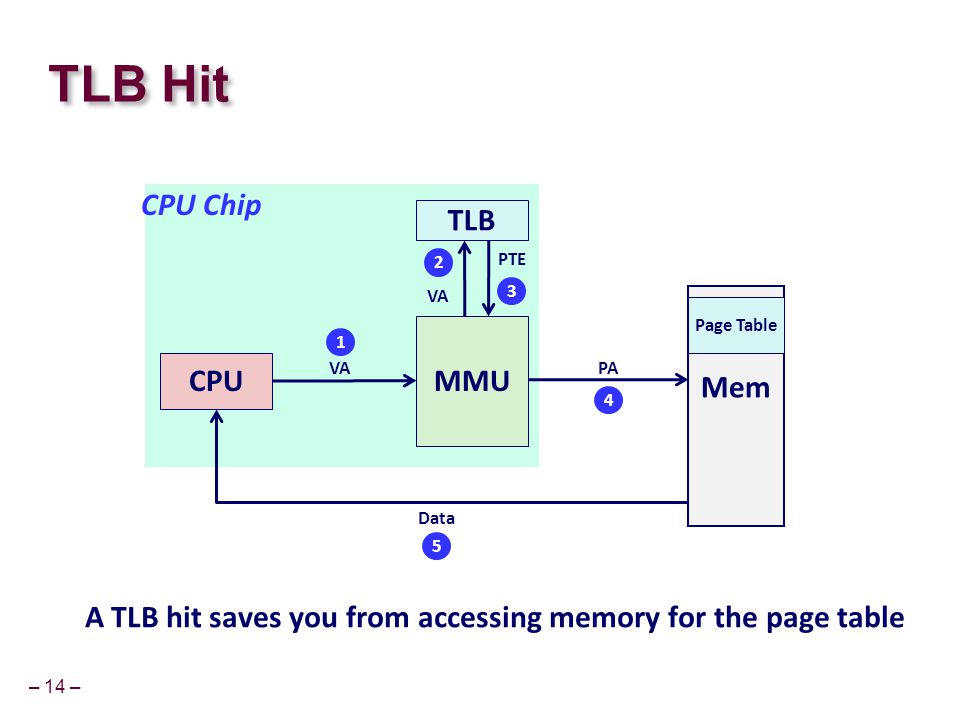 TLB Hit
CPU Chip
TLB
2
PTE
VA
3
1
VA
CPU
MMU
PA
4
Page Table
Mem
Data
5
A TLB hit saves you from accessing memory for the page table
– 14 –